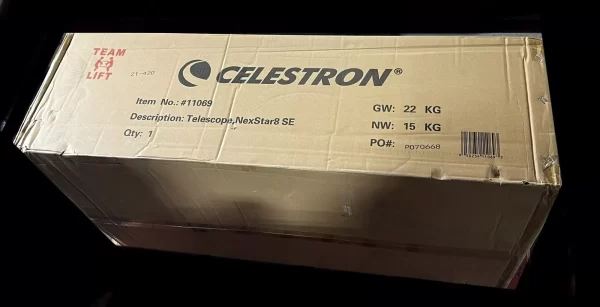 TEAM
LIFT
21-420
CELESTRON®
Item No.: #11069
Description: Telescope,NexStar8 SE
Qty: 1
GW: 22 KG
NW: 15 KG
PO#: P070668